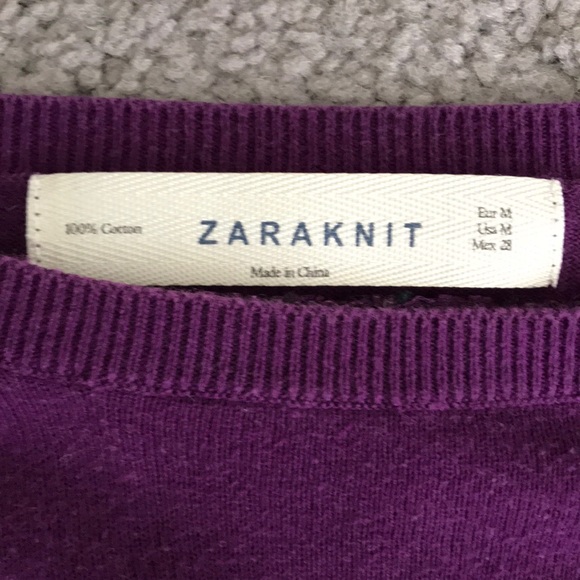 100% Cotton
ZARAKNIT
Eur M
Usa M
Mex 28
Made in China